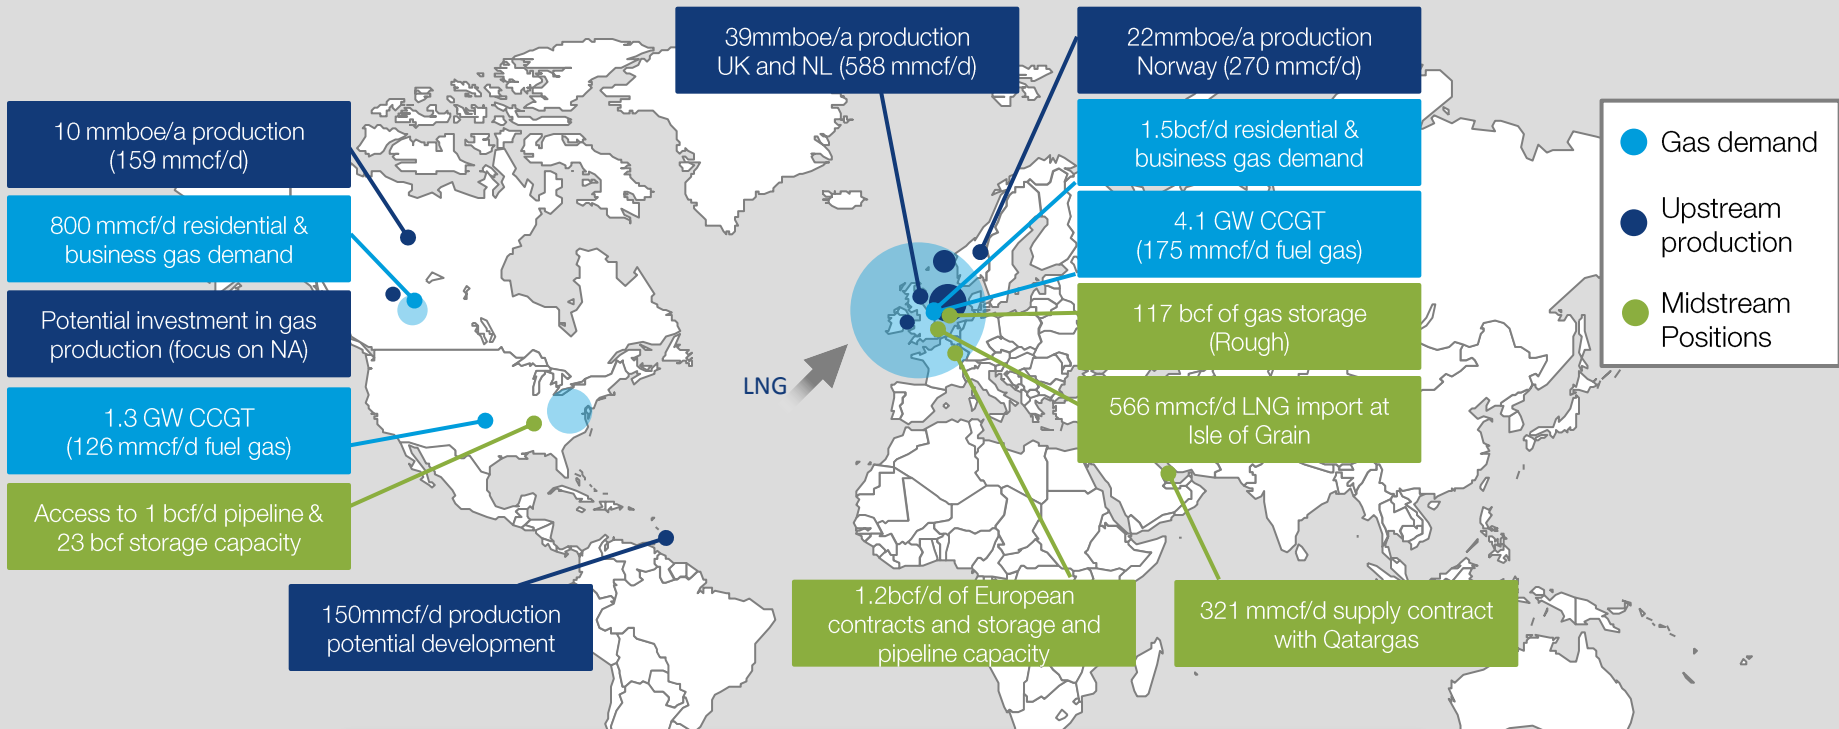 39mmboe/a production
UK and NL (588 mmcf/d)
22mmboe/a production
Norway (270 mmcf/d)
10 mmboe/a production
(159 mmcf/d)
1.5bcf/d residential &
business gas demand
Gas demand
800 mmcf/d residential &
business gas demand
4.1 GW CCGT
(175 mmcf/d fuel gas)
Upstream
production
Potential investment in gas
production (focus on NA)
117 bcf of gas storage
(Rough)
Midstream
Positions
LNG
1.3 GW CCGT
(126 mmcf/d fuel gas)
566 mmcf/d LNG import at
Isle of Grain
Access to 1 bcf/d pipeline &
23 bcf storage capacity
150mmcf/d production
potential development
1.2bcf/d of European
contracts and storage and
pipeline capacity
321 mmcf/d supply contract
with Qatargas